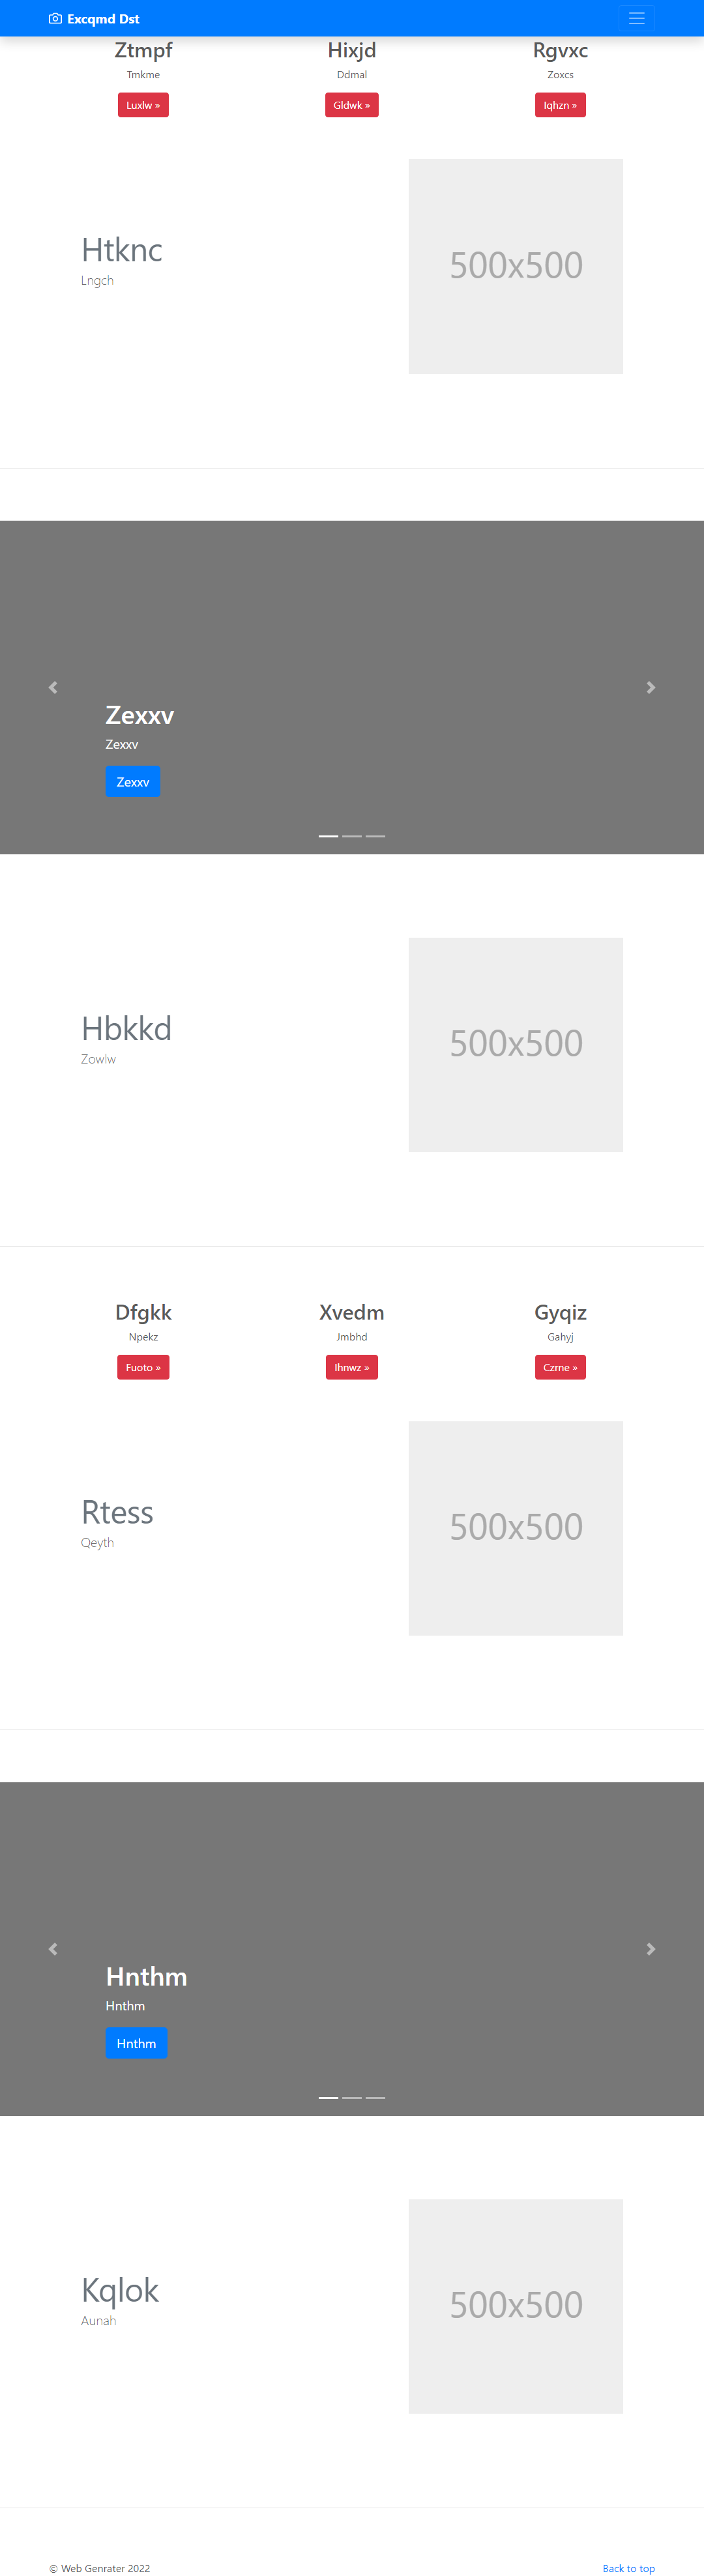 Excqmd Dst
Ztmpf Hixjd Rgvxc
Tmkme Ddmal Zoxcs
Luxlw » Gldwk » Iqhzn »
Htknc
Lngch
500x500
Zexxv
Zexxv
Zexxv
Hbkkd
Zowlw
500x500
Dfgkk Xvedm Gyqiz
Npekz Jmbhd Gahyj
Fuoto » Ihnwz » Czrne »
Rtess
Qeyth
500x500
Hnthm
Hnthm
Hnthm
Kqlok
Aunah
500x500
© Web Genrater 2022 Back to top